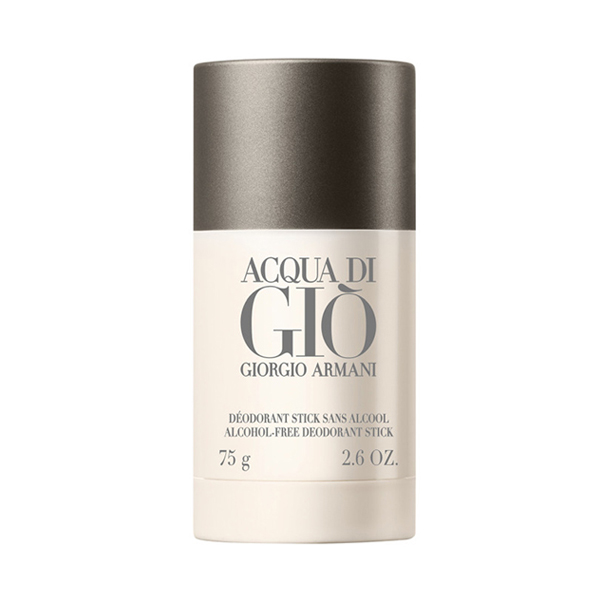 ACQUA DI
GIÒ
GIORGIO ARMANI
DÉODORANT STICK SANS ALCOOL
ALCOHOL-FREE DEODORANT STICK
75 g 2.6 OZ.